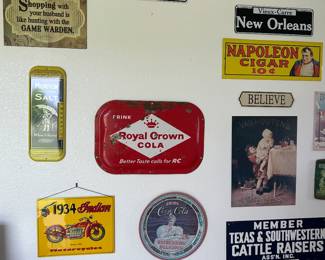 Shopping with
your husband is
like hunting with the
GAME WARDEN.
Vieux Carre
New Orleans
NAPOLEON
CIGAR
10¢
SALT
DRINK
Royal Crown
COLA
Better Taste calls for RC
BELIEVE
1934 Indian
Motorcycles
Coca-Cola
MEMBER
TEXAS & SOUTHWESTERN
CATTLE RAISERS
ASS'N. INC.